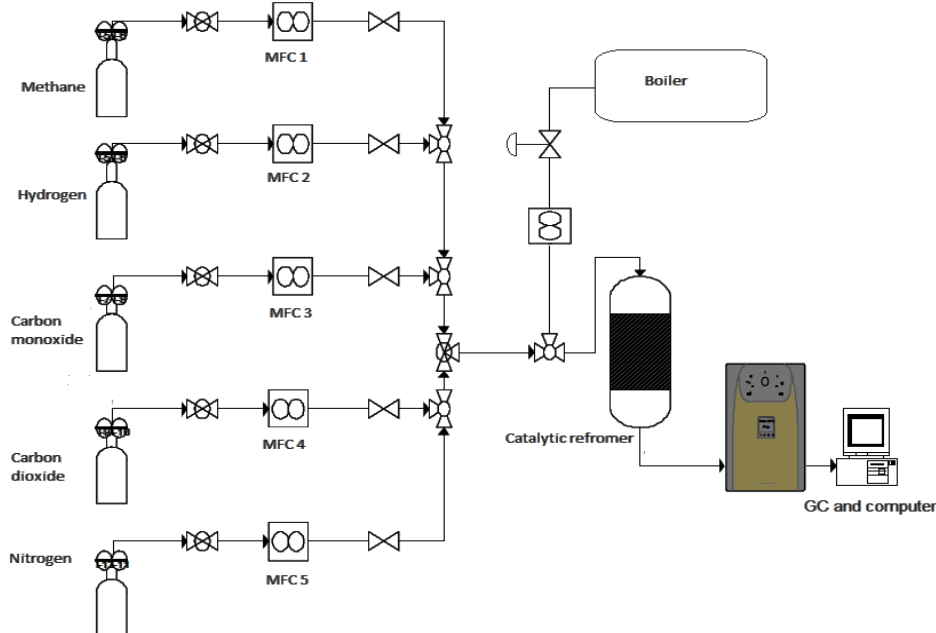 MFC 1
Methane
Boiler
MFC 2
Hydrogen
MFC 3
Carbon
monoxide
Catalytic refromer
MFC 4
Carbon
dioxide
GC and computer
Nitrogen
MFC 5